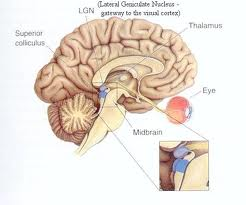 (Lateral Geniculate Nucleus -
gateway to the visual cortex)
LGN
Thalamus
Superior
colliculus
Eye
Midbrain